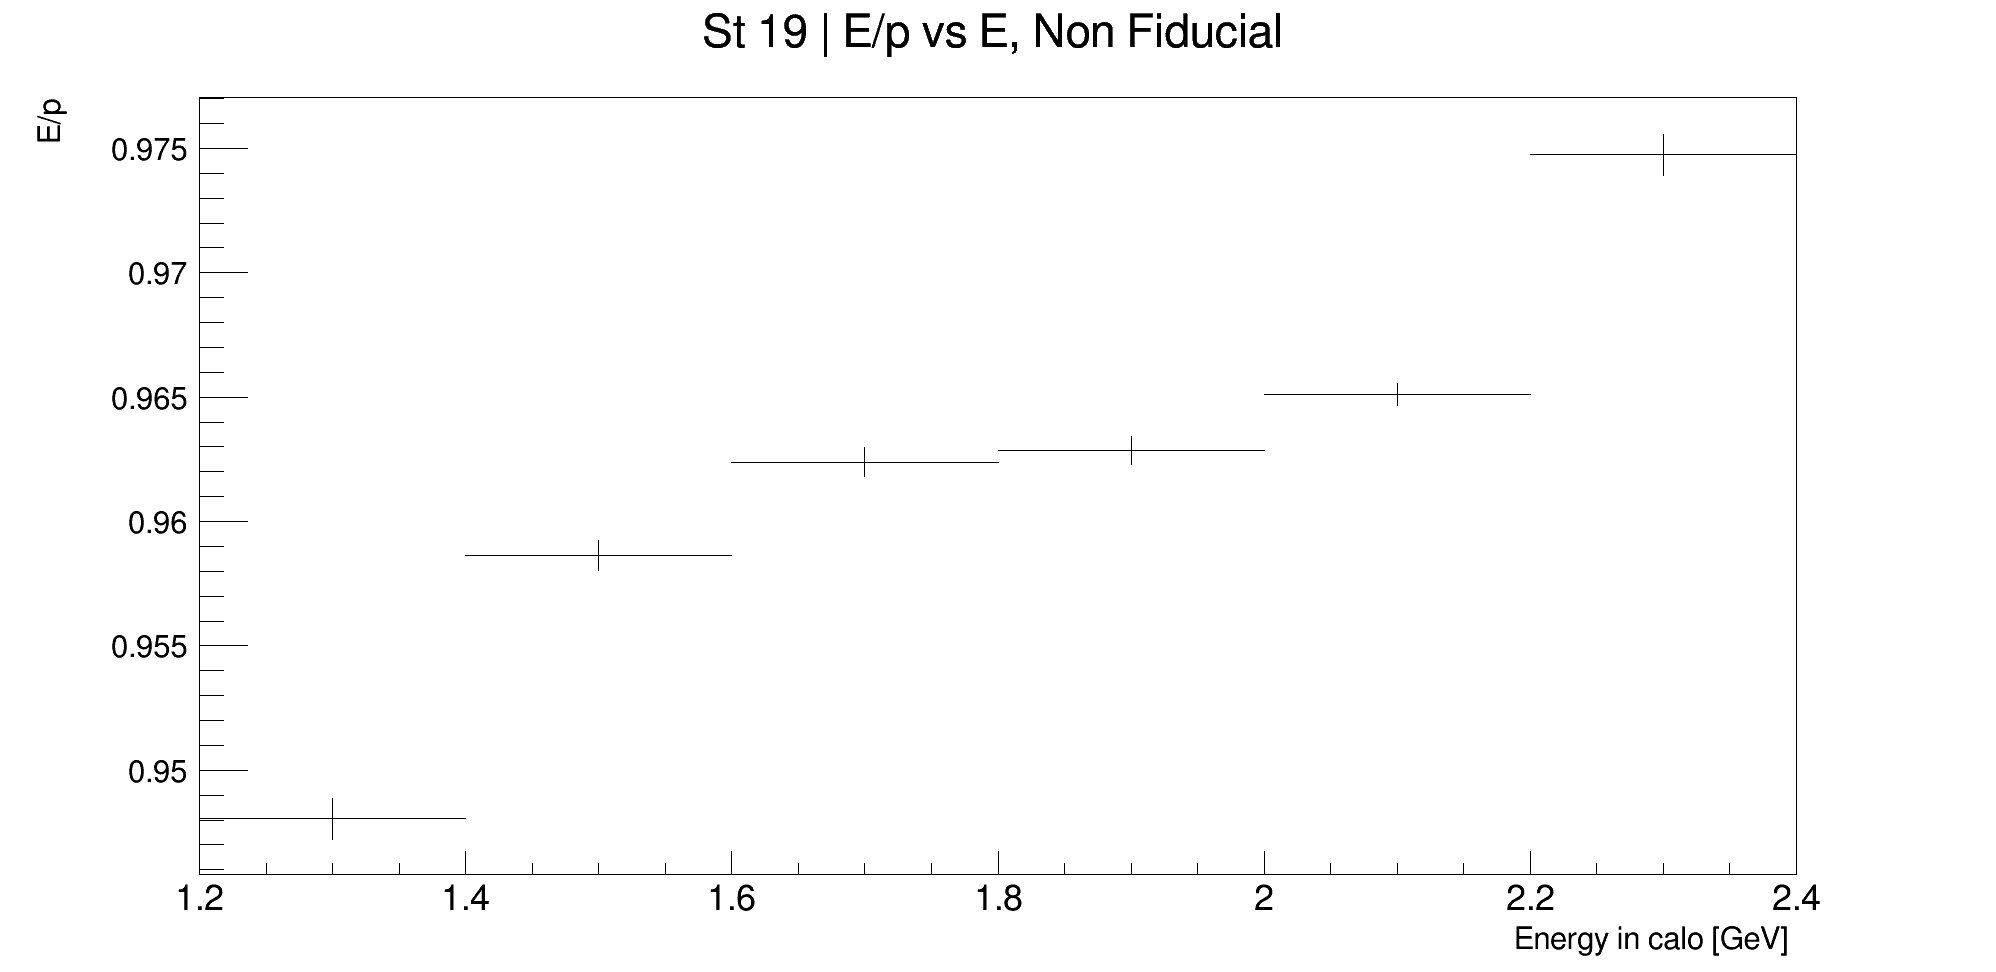 St 19 | E/p vs E, Non Fiducial
E/p
0.975
0.97
0.965
0.96
0.955
0.95
1.2 1.4 1.6 1.8 2 2.2 2.4
Energy in calo [GeV]